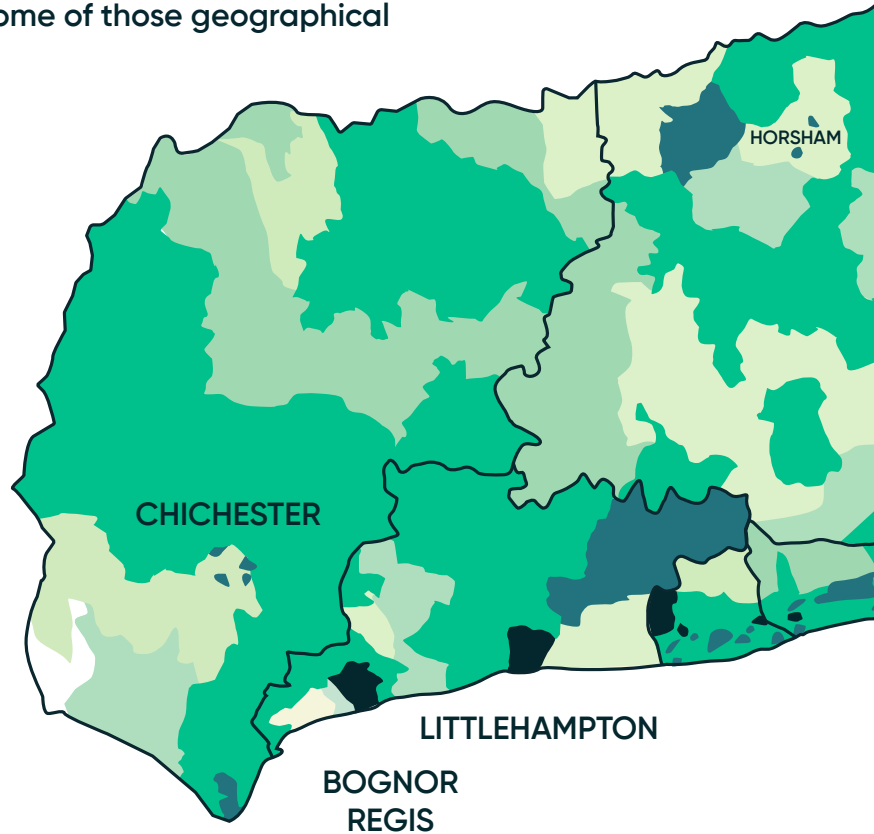 ome of those geographical
HORSHAM
CHICHESTER
LITTLEHAMPTON
BOGNOR
REGIS